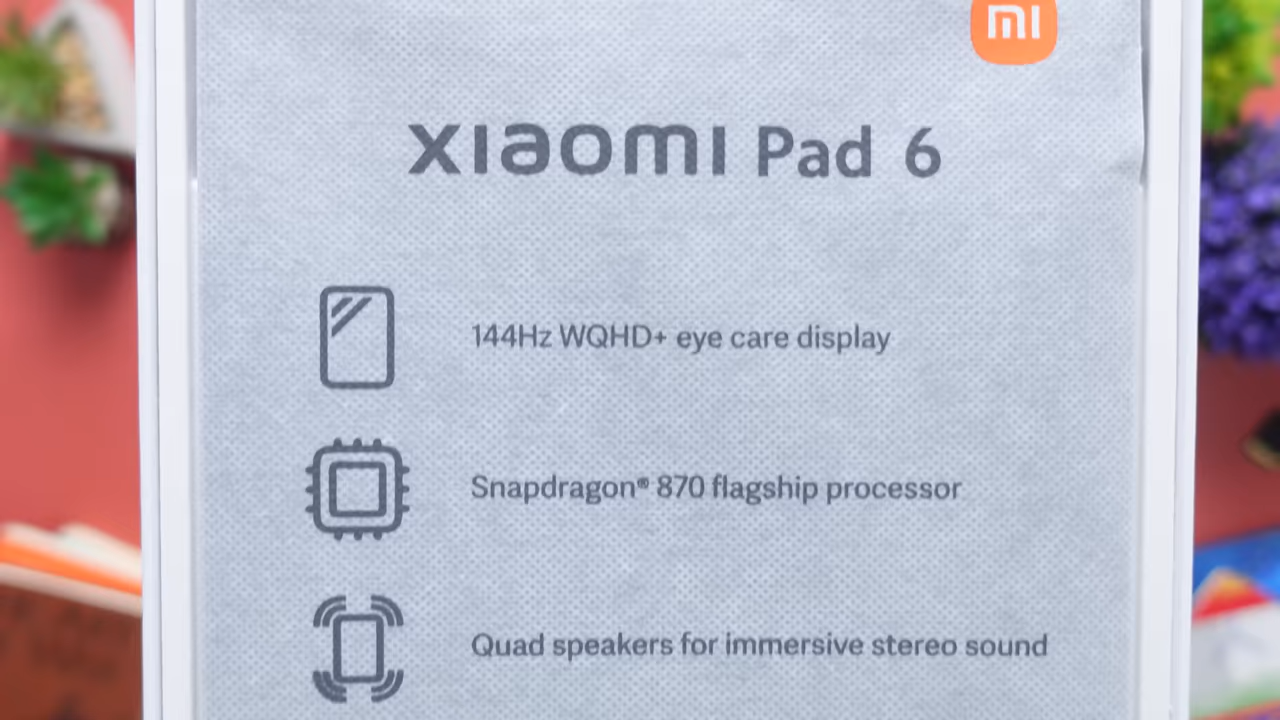 mi
xiaomi Pad 6
144Hz WQHD+ eye care display
Snapdragon® 870 flagship processor
Quad speakers for immersive stereo sound